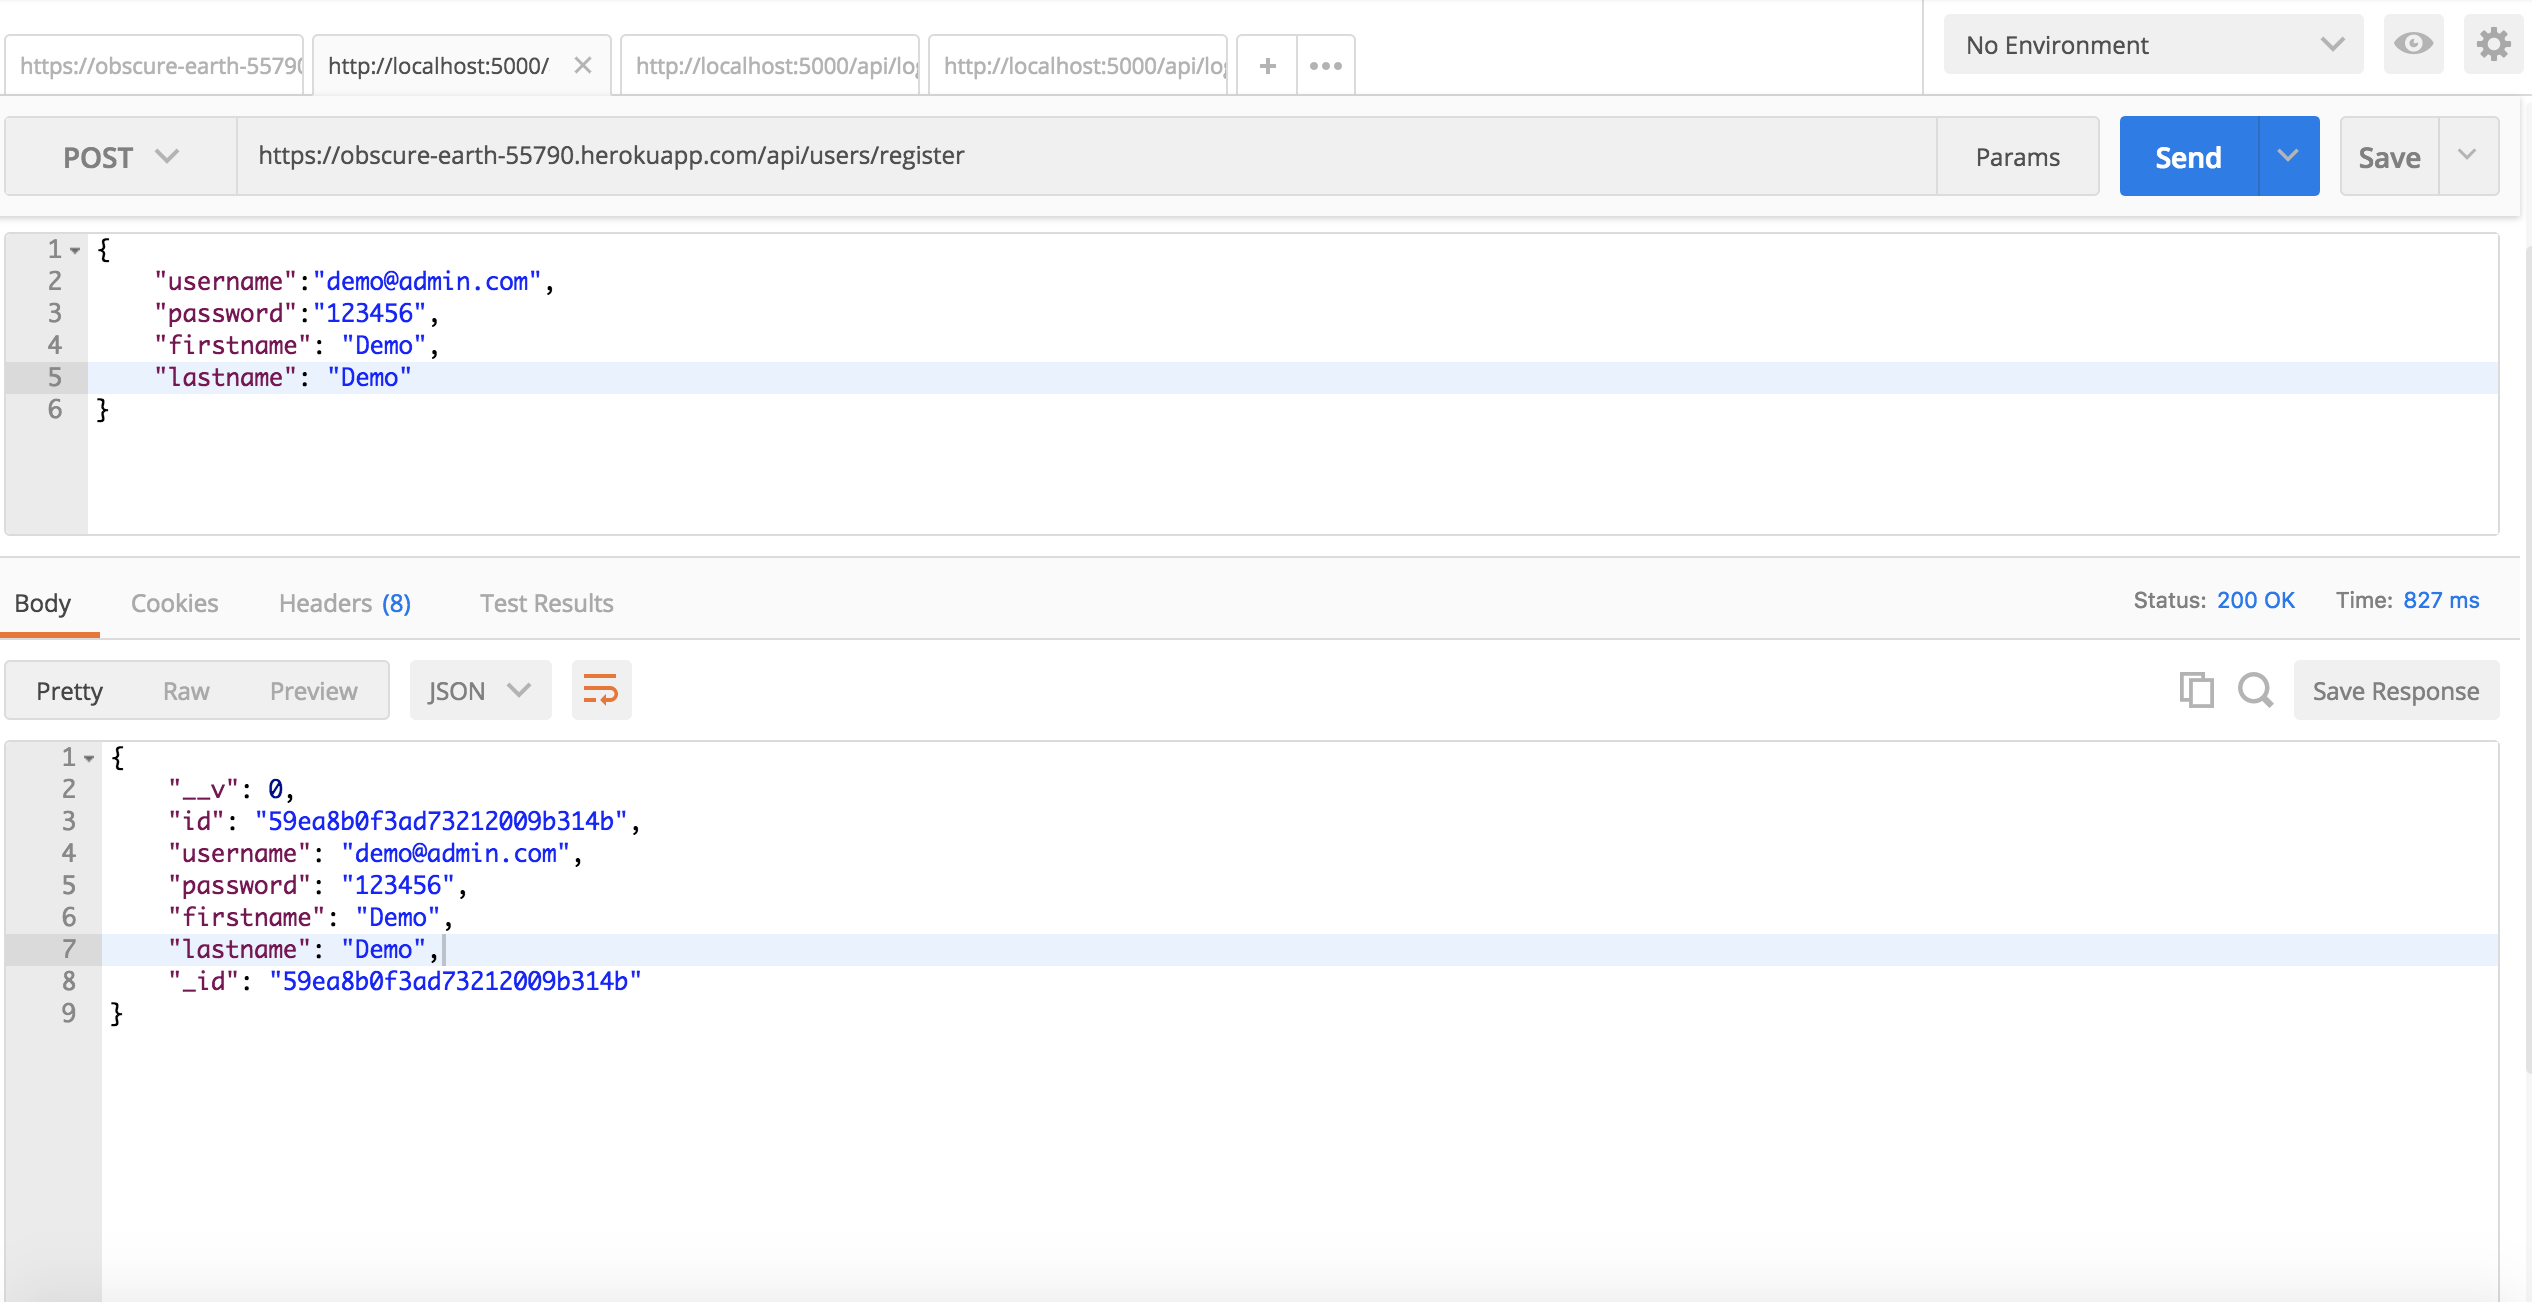 https://obscure-earth-55790
http://localhost:5000/
http://localhost:5000/api/log
http://localhost:5000/api/log
No Environment
POST
https://obscure-earth-55790.herokuapp.com/api/users/register
Params
Send
Save
1 {
2 "username":"demo@admin.com",
3 "password":"123456",
4 "firstname": "Demo",
5 "lastname": "Demo"
6 }
Body Cookies Headers (8) Test Results
Status: 200 OK Time: 827 ms
Pretty Raw Preview JSON Save Response
1 {
2 "__v": 0,
3 "id": "59ea8b0f3ad73212009b314b",
4 "username": "demo@admin.com",
5 "password": "123456",
6 "firstname": "Demo",
7 "lastname": "Demo",
8 "_id": "59ea8b0f3ad73212009b314b"
9 }